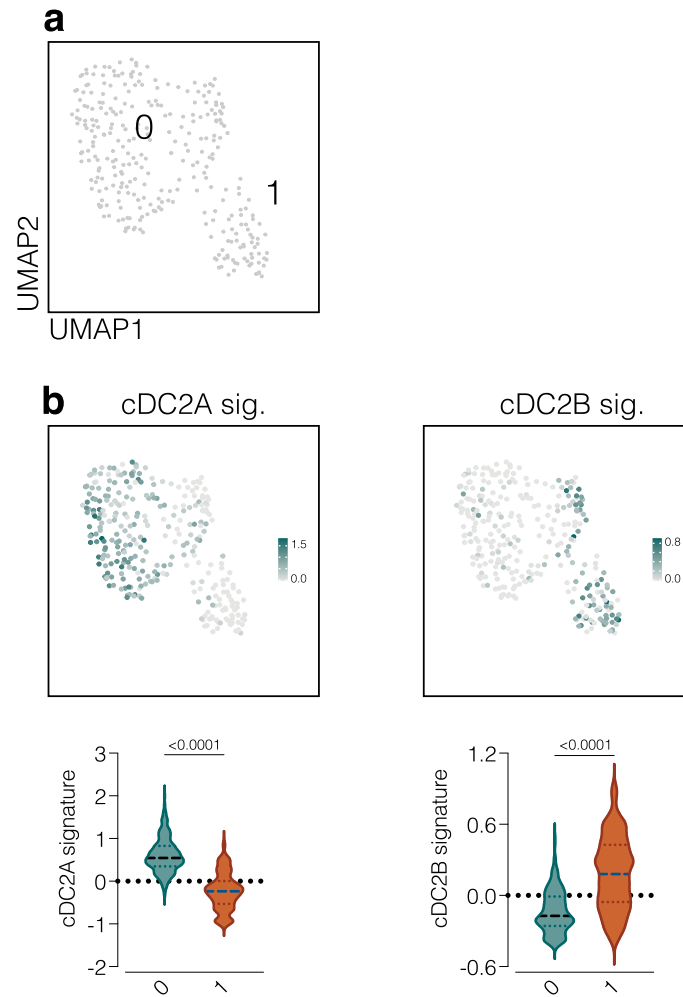 a
0
1
UMAP2
UMAP1
b
cDC2A sig.
1.5
0.0
cDC2B sig.
0.8
0.0
cDC2A signature
<0.0001
3
2
1
0
-1
-2
0
1
cDC2B signature
<0.0001
1.2
0.6
0.0
-0.6
0
1